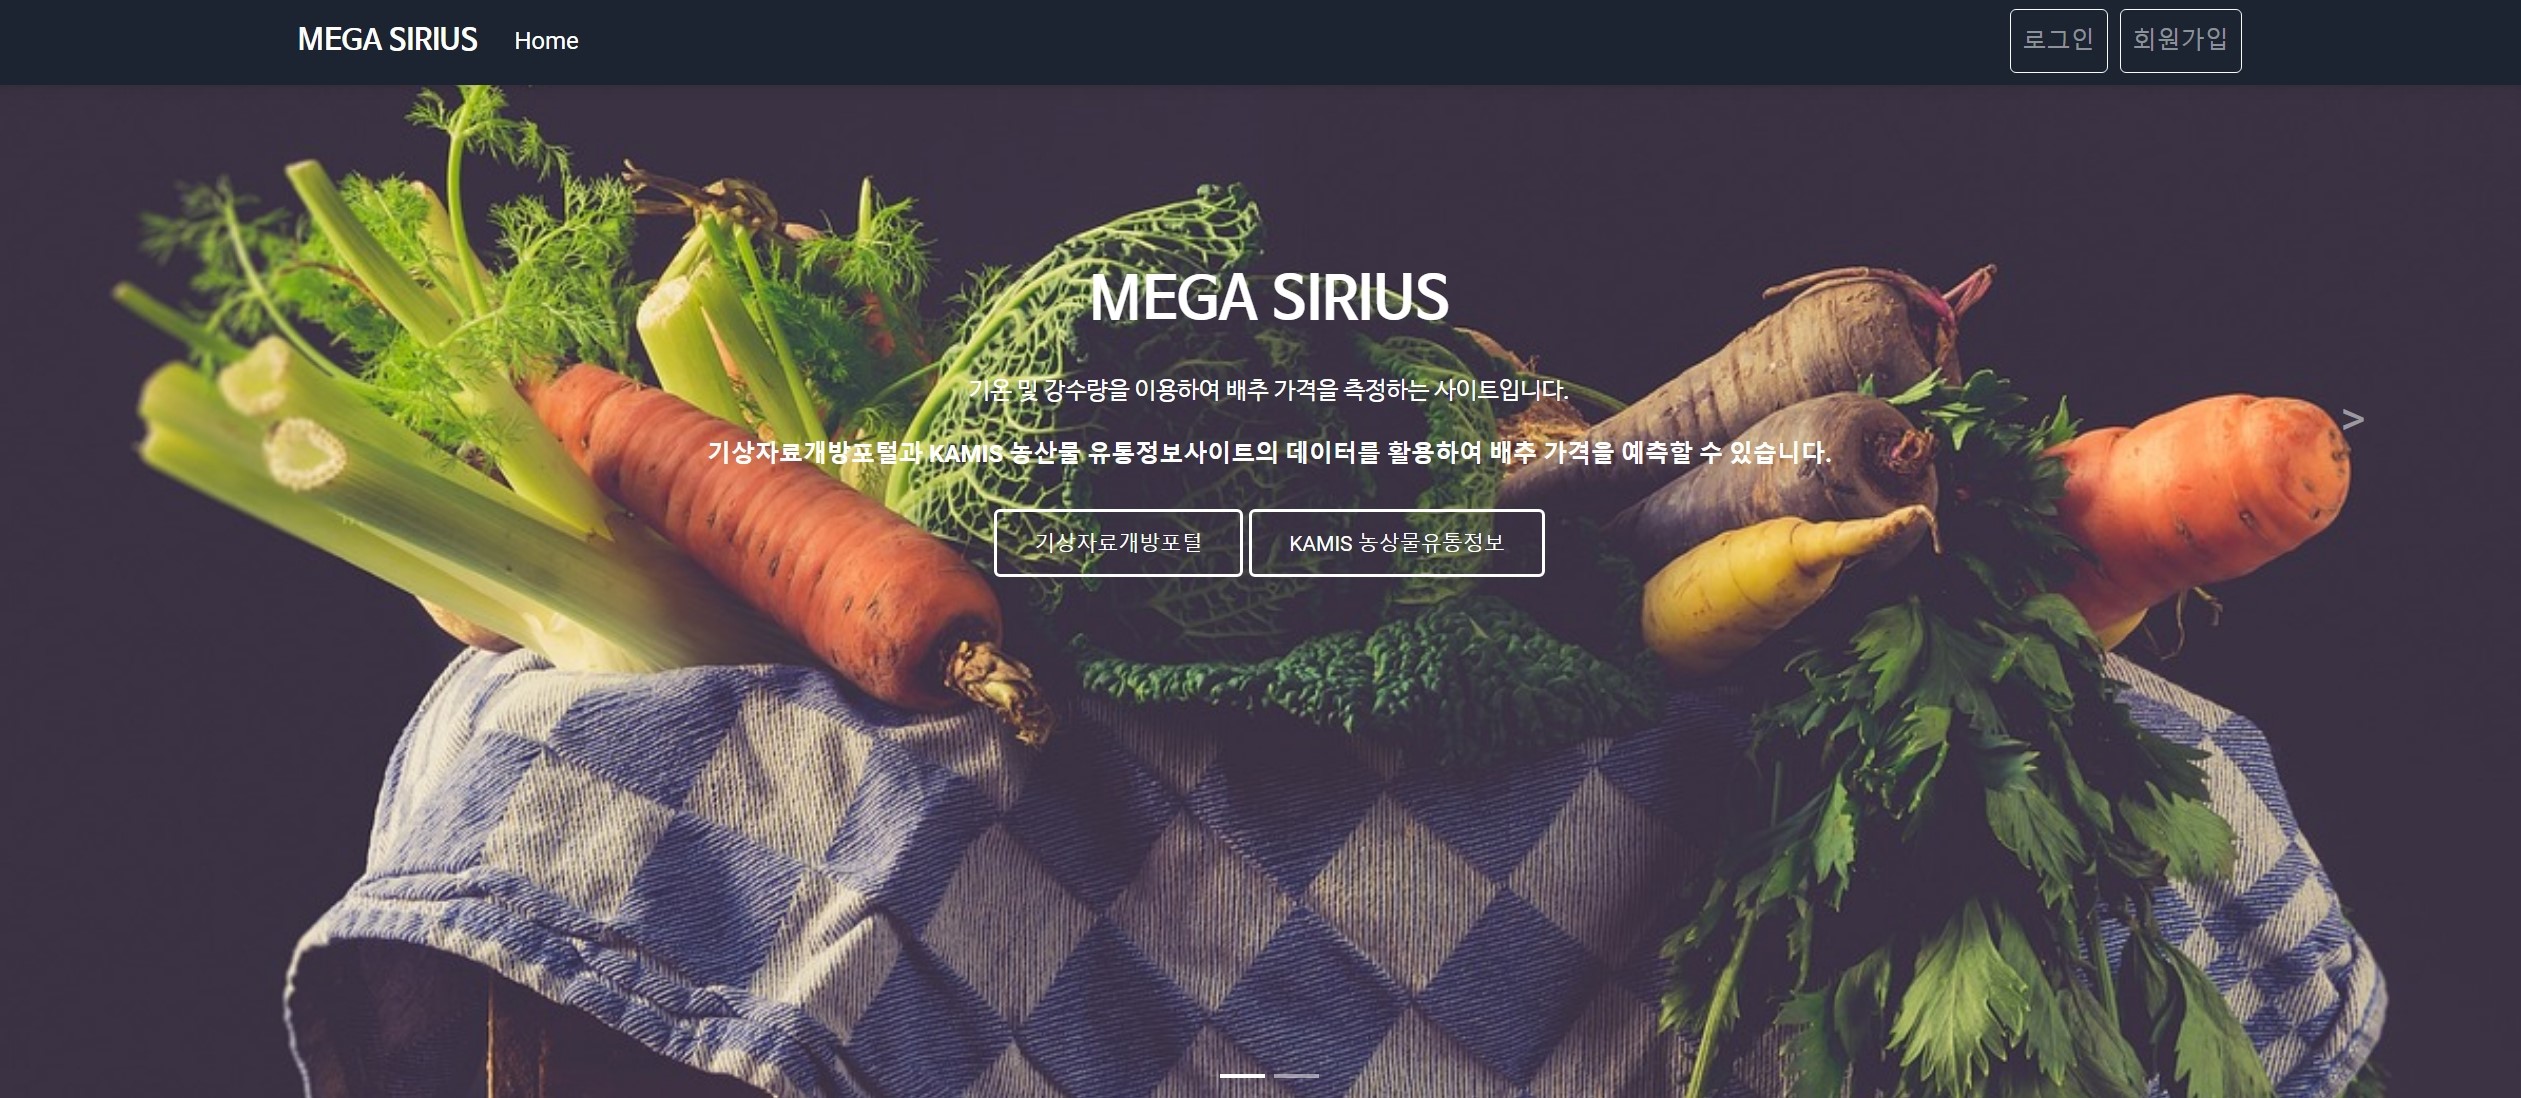 MEGA SIRIUS Home 로그인 회원가입
MEGA SIRIUS
기온 및 강수량을 이용하여 배추 가격을 측정하는 사이트입니다.
>
기상자료개방포털과 KAMIS 농산물 유통정보사이트의 데이터를 활용하여 배추 가격을 예측할 수 있습니다.
기상자료개방포털 KAMIS 농상물유통정보